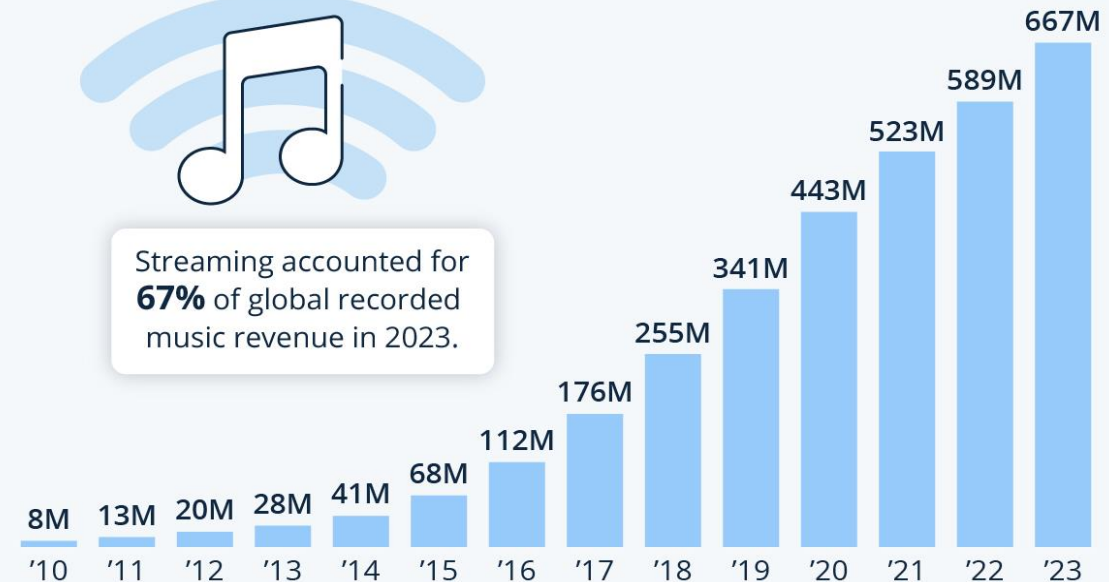 667M
589M
523M
443M
Streaming accounted for
67% of global recorded
music revenue in 2023.
341M
255M
176M
112M
68M
41M
28M
20M
13M
8M
’10 ’11 ’12 ’13 ’14 ’15 ’16 ’17 ’18 ’19 ’20 ’21 ’22 ’23